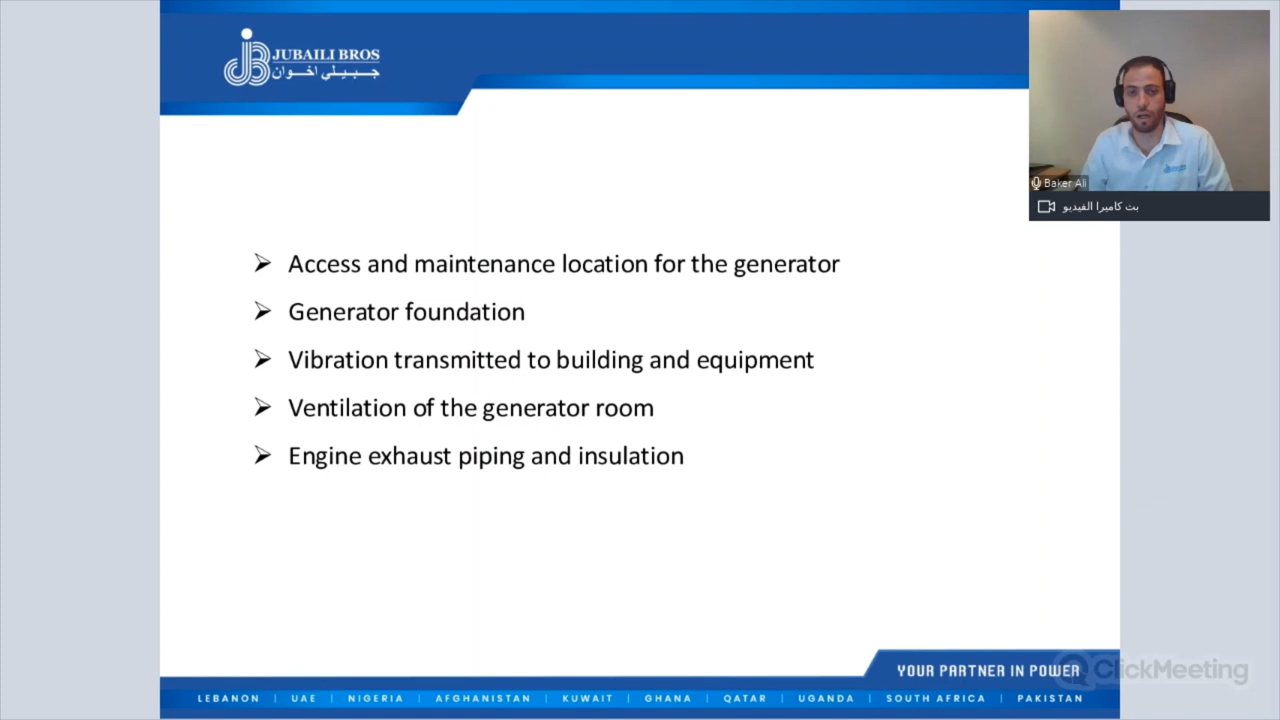 JUBAILI BROS
جبيلي اخوان
Baker Ali
بث كاميرا الفيديو
Access and maintenance location for the generator
Generator foundation
Vibration transmitted to building and equipment
Ventilation of the generator room
Engine exhaust piping and insulation
YOUR PARTNER IN POWER
ClickMeeting
LEBANON | UAE | NIGERIA | AFGHANISTAN | KUWAIT | GHANA | QATAR | UGANDA | SOUTH AFRICA | PAKISTAN